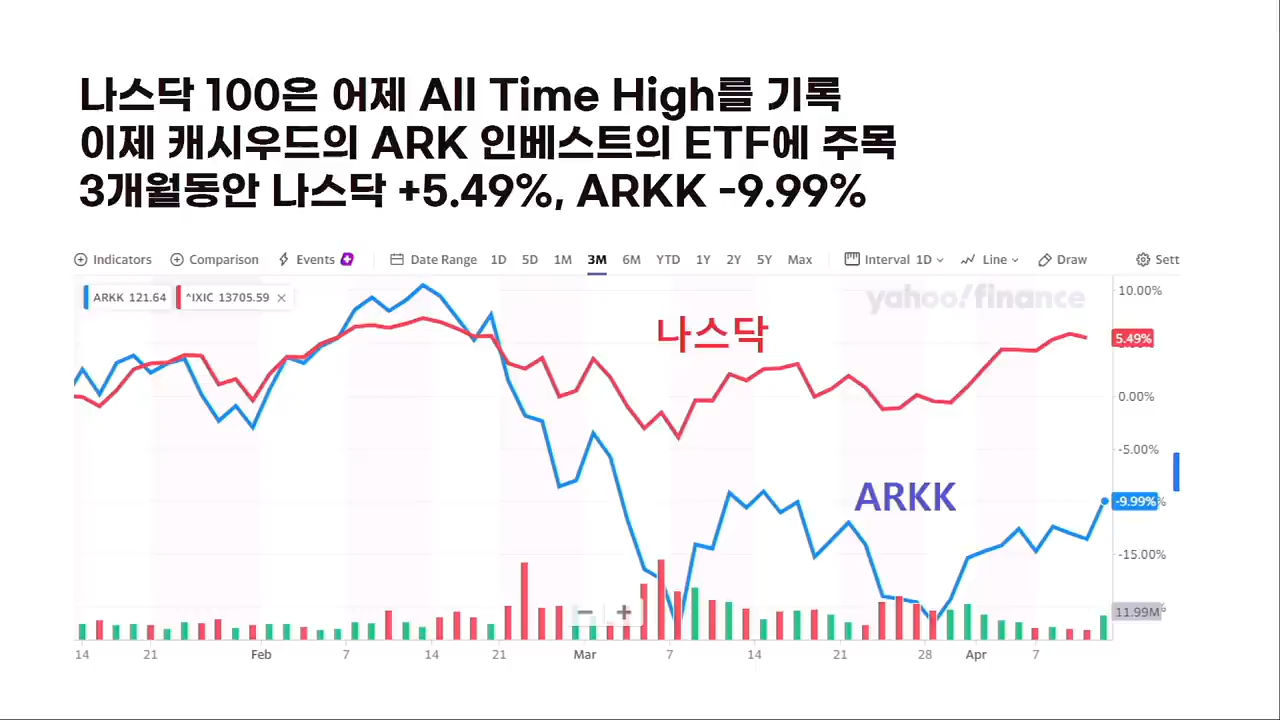 나스닥 100은 어제 All Time High를 기록
이제 캐시우드의 ARK 인베스트의 ETF에 주목
3개월동안 나스닥 +5.49%, ARKK -9.99%
Indicators Comparison Events Date Range 1D 5D 1M 3M 6M YTD 1Y 2Y 5Y Max Interval 1D Line Draw Sett
ARKK 121.64 ^IXIC 13705.59
yahoo!finance
10.00%
나스닥
5.49%
0.00%
-5.00%
ARKK
-9.99%
-15.00%
11.99M
14 21 Feb 7 14 21 Mar 7 14 21 28 Apr 7